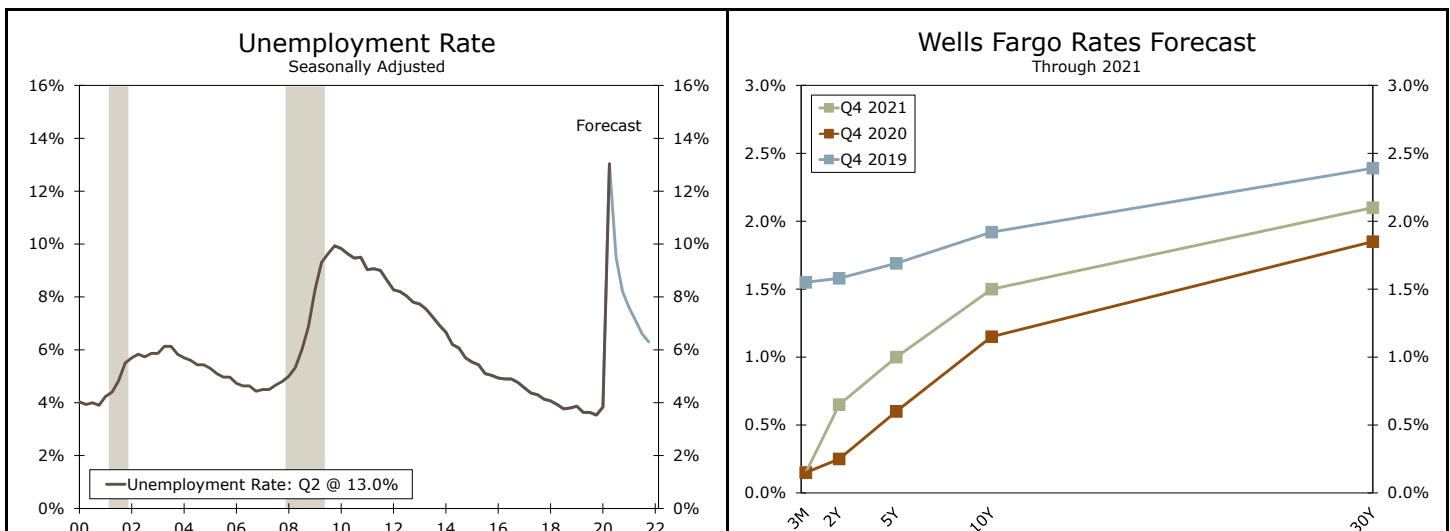 Unemployment Rate
Seasonally Adjusted
16%
14%
12%
10%
8%
6%
4%
2%
0%
16%
14%
12%
10%
8%
6%
4%
2%
0%
Forecast
Unemployment Rate: Q2 @ 13.0%
00 02 04 06 08 10 12 14 16 18 20 22
Wells Fargo Rates Forecast
Through 2021
3.0%
2.5%
2.0%
1.5%
1.0%
0.5%
0.0%
3.0%
2.5%
2.0%
1.5%
1.0%
0.5%
0.0%
Q4 2021
Q4 2020
Q4 2019
3M 2Y 5Y 10Y 30Y